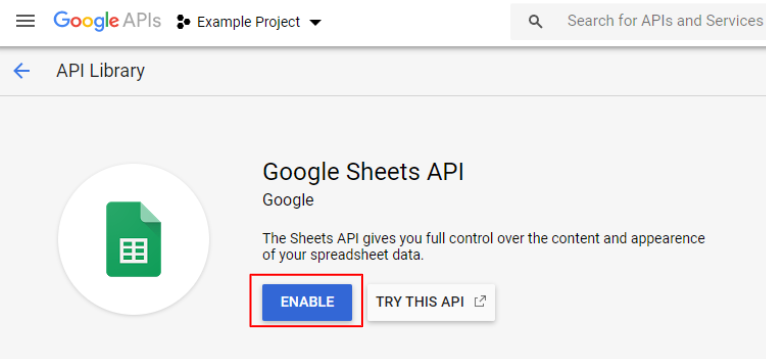 Google APIs Example Project Search for APIs and Services
API Library
Google Sheets API
Google
The Sheets API gives you full control over the content and appearence
of your spreadsheet data.
ENABLE TRY THIS API